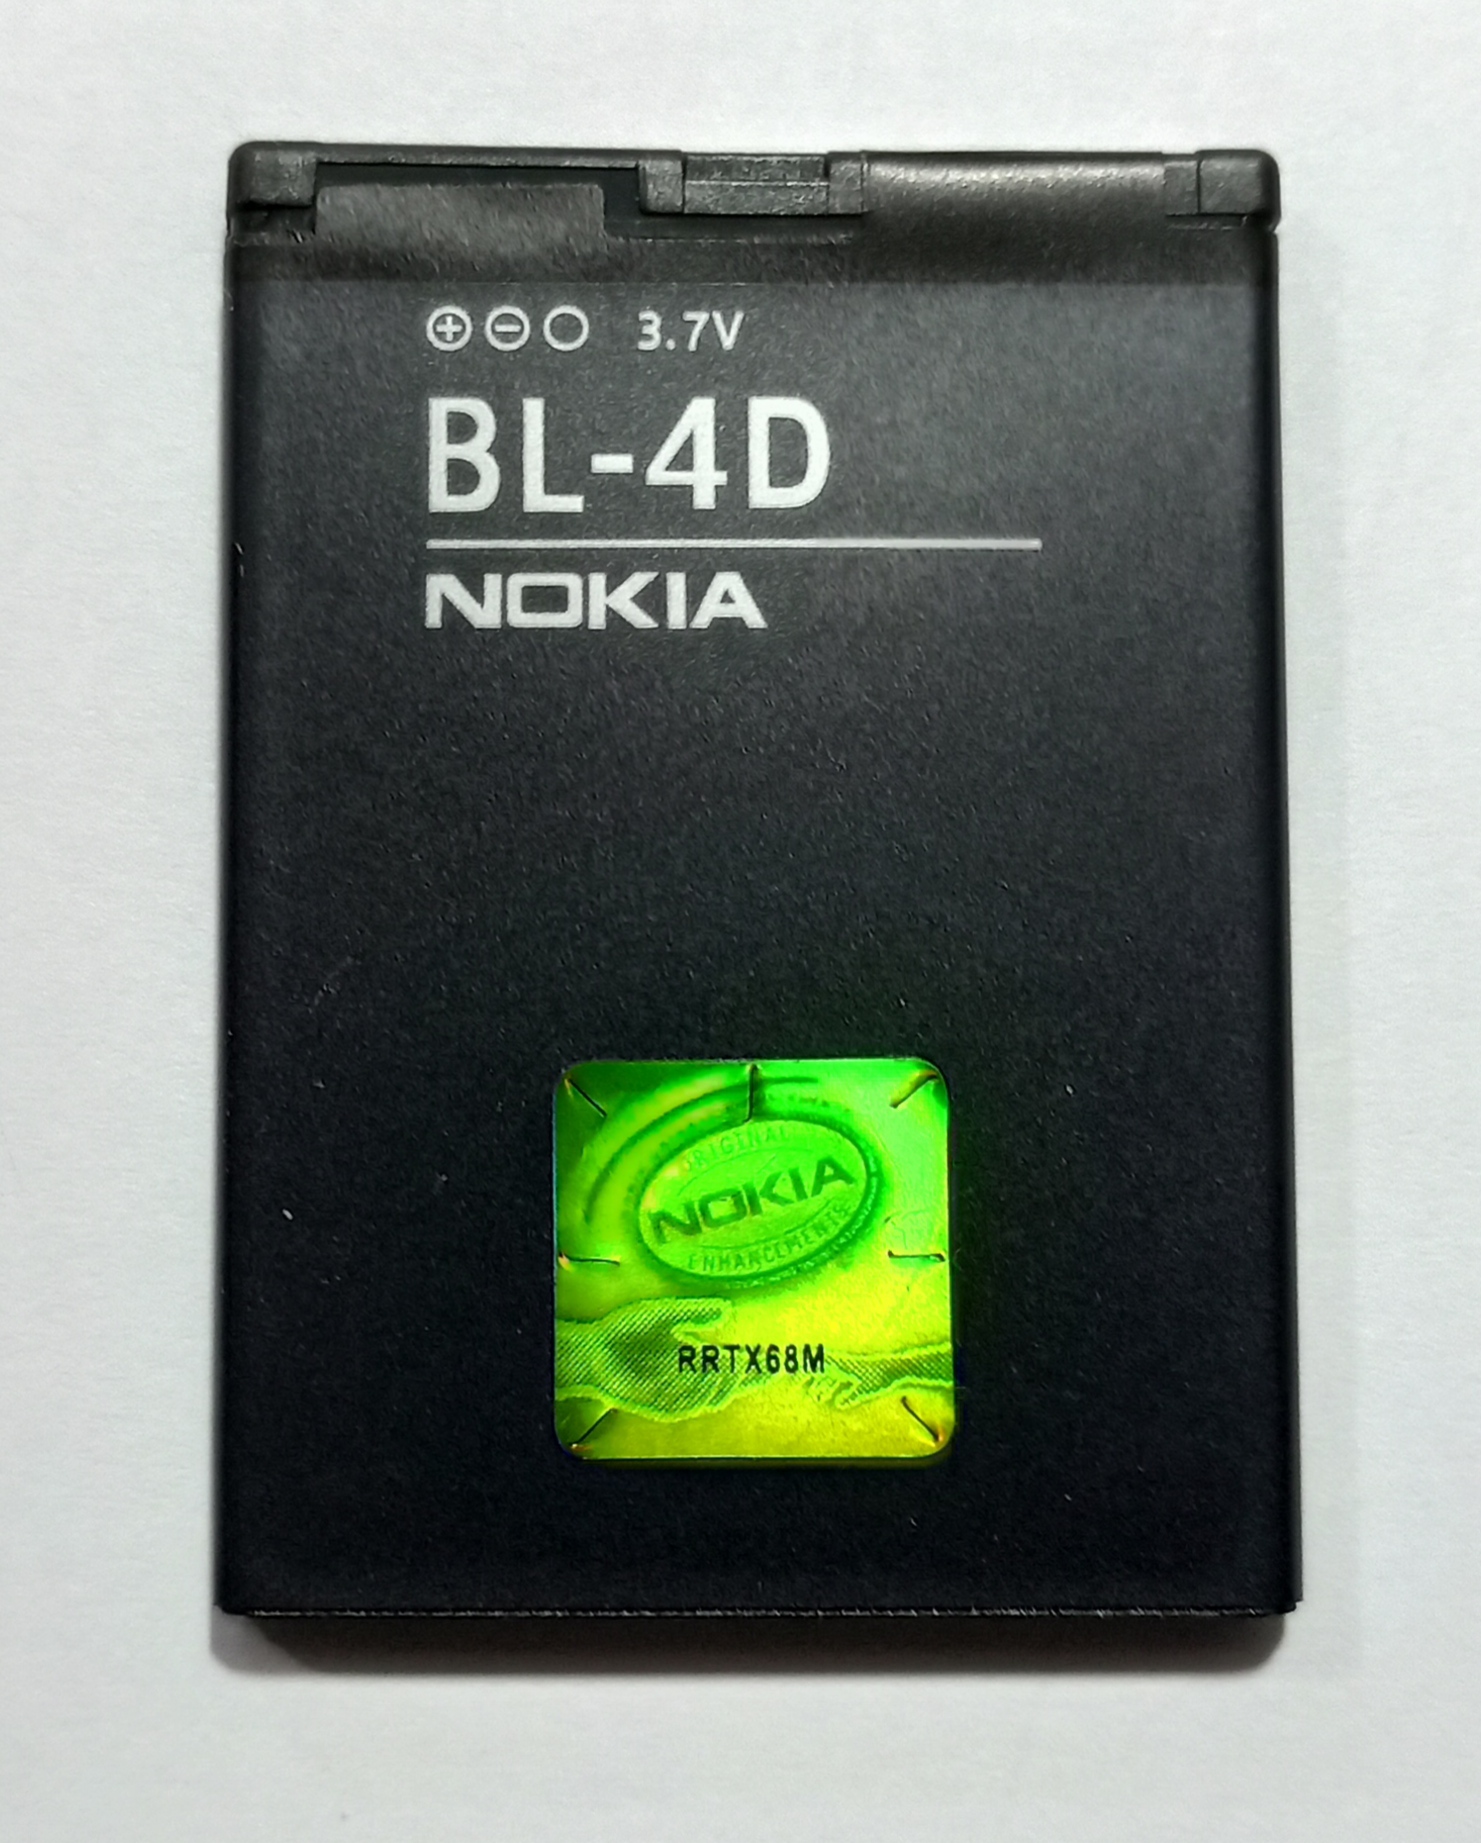 ⊕⊖○ 3.7V
BL-4D
NOKIA
ORIGINAL
NOKIA
ENHANCEMENTS
RRTX68M